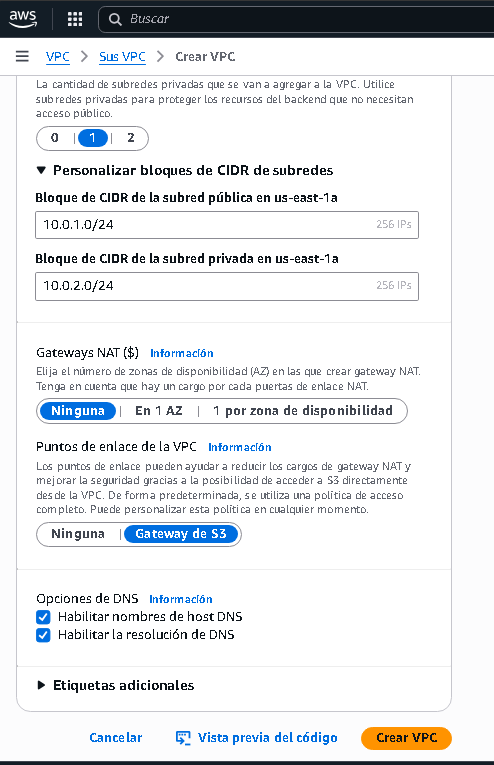 aws
Buscar
VPC > Sus VPC > Crear VPC
La cantidad de subredes privadas que se van a agregar a la VPC. Utilice
subredes privadas para proteger los recursos del backend que no necesitan
acceso público.
0 | 1 | 2
Personalizar bloques de CIDR de subredes
Bloque de CIDR de la subred pública en us-east-1a
10.0.1.0/24 256 IPs
Bloque de CIDR de la subred privada en us-east-1a
10.0.2.0/24 256 IPs
Gateways NAT ($) Información
Elija el número de zonas de disponibilidad (AZ) en las que crear gateway NAT.
Tenga en cuenta que hay un cargo por cada puertas de enlace NAT.
Ninguna | En 1 AZ | 1 por zona de disponibilidad
Puntos de enlace de la VPC Información
Los puntos de enlace pueden ayudar a reducir los cargos de gateway NAT y
mejorar la seguridad gracias a la posibilidad de acceder a S3 directamente
desde la VPC. De forma predeterminada, se utiliza una política de acceso
completo. Puede personalizar esta política en cualquier momento.
Ninguna | Gateway de S3
Opciones de DNS Información
Habilitar nombres de host DNS
Habilitar la resolución de DNS
Etiquetas adicionales
Cancelar Vista previa del código Crear VPC